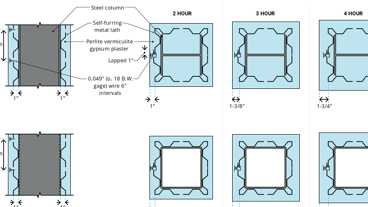 Steel column
Self-furring
metal lath
Perlite vermiculite
gypsum plaster
Lapped 1"
0.049" (o. 18 B.W.
gage) wire 6"
intervals
1"
1"
2 HOUR
1"
3 HOUR
1-3/8"
4 HOUR
1-3/4"